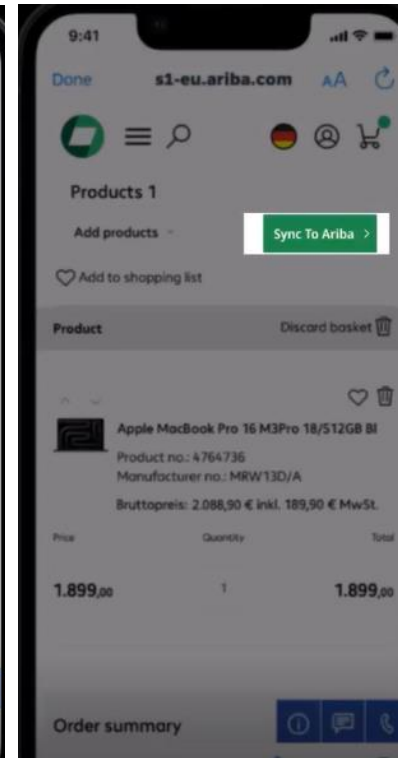 9:41
Done s1-eu.ariba.com AA
Products 1
Add products
Sync To Ariba >
Add to shopping list
Product Discard basket
Apple MacBook Pro 16 M3Pro 18/512GB Bl
Product no.: 4764736
Manufacturer no.: MRW13D/A
Bruttopreis: 2.088,90 € inkl. 189,90 € MwSt.
Price Quantity Total
1.899,00 1 1.899,00
Order summary